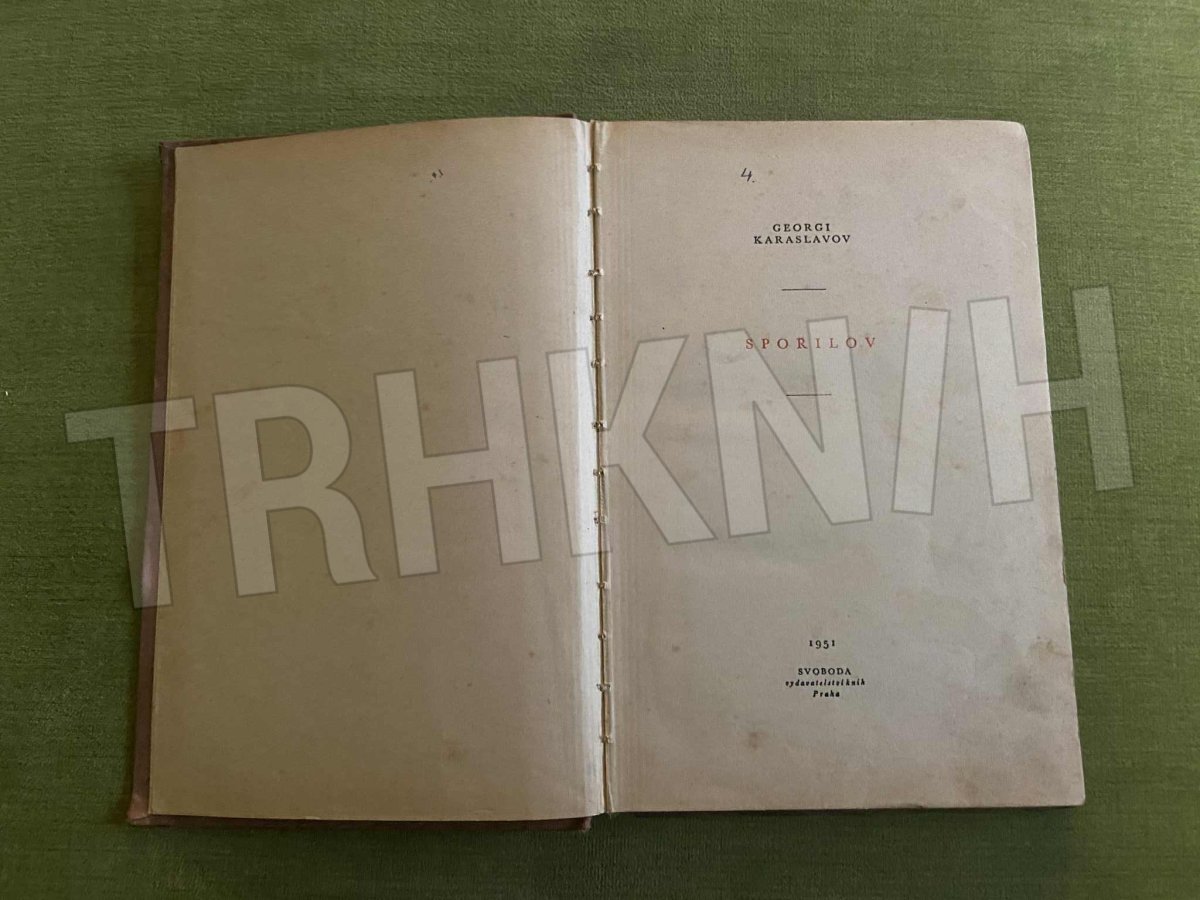 4.
GEORGI
KARASLAVOV
SPORILOV
TRHKNIH
1951
SVOBODA
vydavatelství knih
Praha